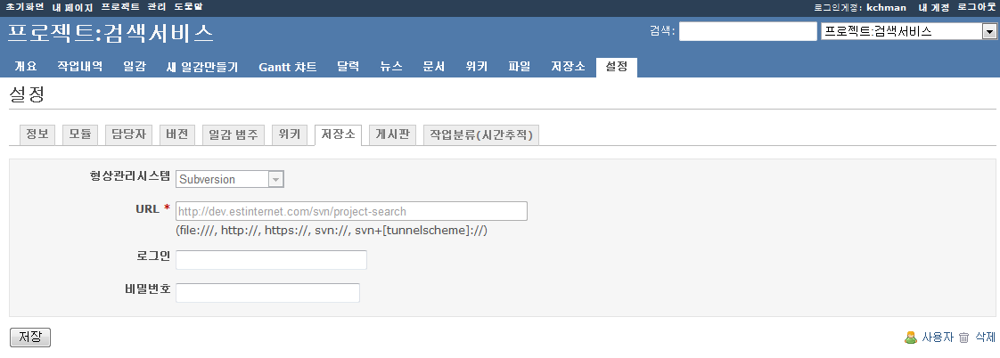 초기화면 내 페이지 프로젝트 관리 도움말 로그인계정: kchman 내 계정 로그아웃
프로젝트:검색서비스 검색: 프로젝트:검색서비스
개요 작업내역 일감 새 일감만들기 Gantt 챠트 달력 뉴스 문서 위키 파일 저장소 설정
설정
정보 모듈 담당자 버전 일감 범주 위키 저장소 게시판 작업분류(시간추적)
형상관리시스템 Subversion
URL * http://dev.estinternet.com/svn/project-search
(file:///, http://, https://, svn://, svn+[tunnelscheme]://)
로그인
비밀번호
저장 사용자 삭제